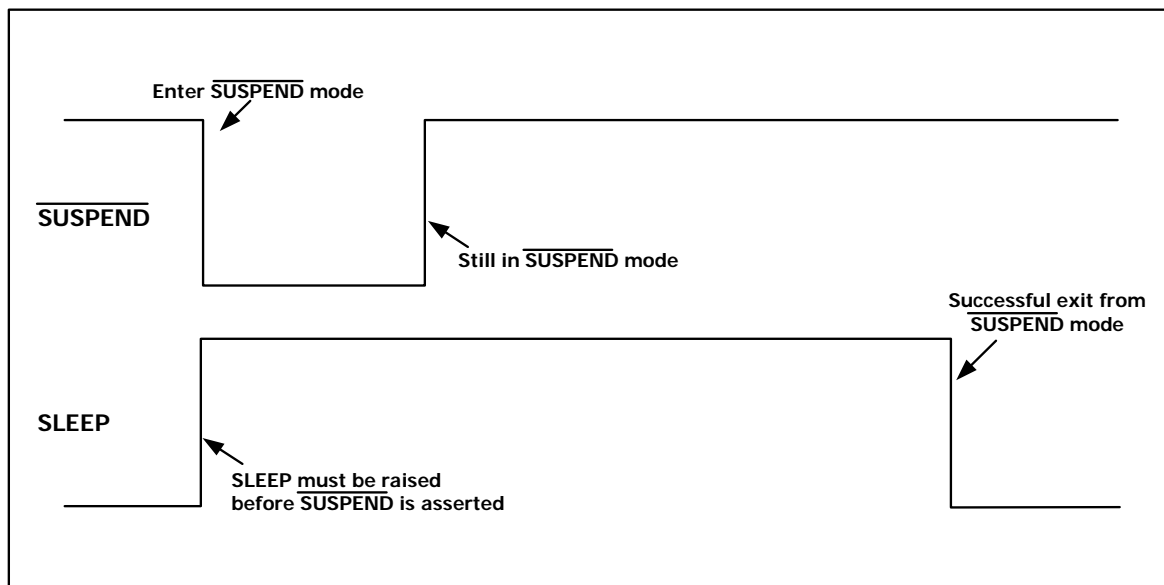 Enter SUSPEND mode
SUSPEND
Still in SUSPEND mode
Successful exit from
SUSPEND mode
SLEEP
SLEEP must be raised
before SUSPEND is asserted